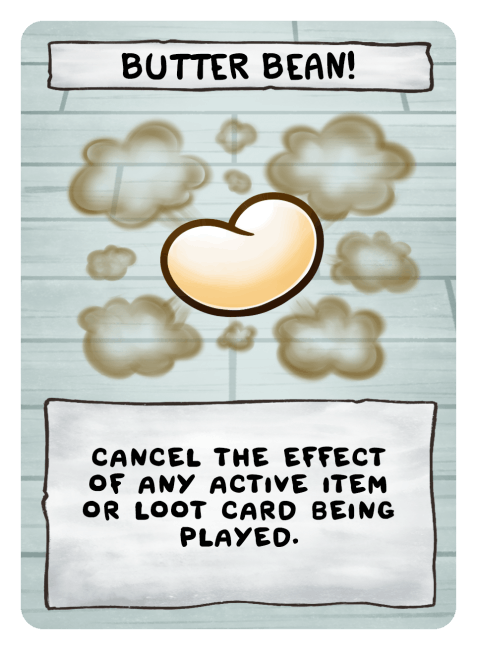 BUTTER BEAN!
CANCEL THE EFFECT
OF ANY ACTIVE ITEM
OR LOOT CARD BEING
PLAYED.